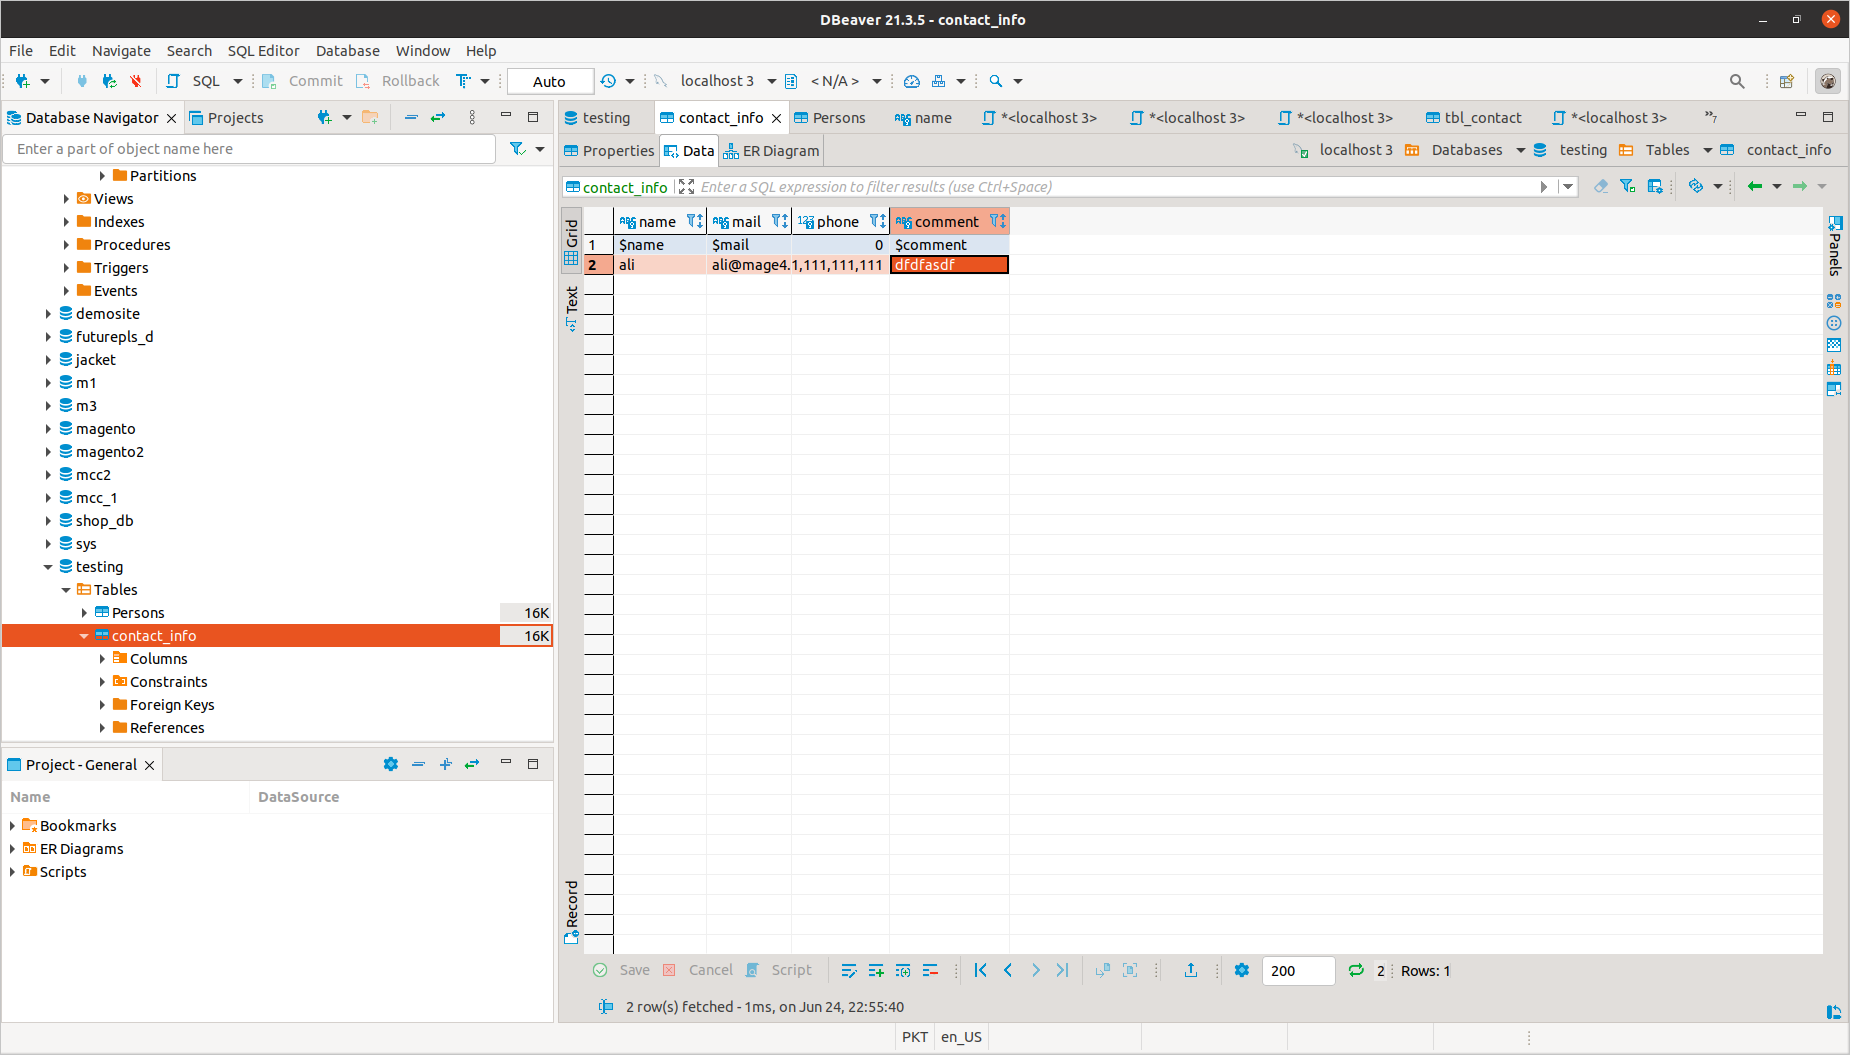 DBeaver 21.3.5 - contact_info
File Edit Navigate Search SQL Editor Database Window Help
SQL Commit Rollback Auto localhost 3 < N/A >
Database Navigator Projects
Enter a part of object name here
Partitions
Views
Indexes
Procedures
Triggers
Events
demosite
futurepls_d
jacket
m1
m3
magento
magento2
mcc2
mcc_1
shop_db
sys
testing
Tables
Persons 16K
contact_info 16K
Columns
Constraints
Foreign Keys
References
Project - General
Name DataSource
Bookmarks
ER Diagrams
Scripts
testing contact_info Persons name *<localhost 3> *<localhost 3> *<localhost 3> tbl_contact *<localhost 3> »7
Properties Data ER Diagram localhost 3 Databases testing Tables contact_info
contact_info Enter a SQL expression to filter results (use Ctrl+Space)
Grid
Text
Record
name mail phone comment
1 $name $mail 0 $comment
2 ali ali@mage4.1,111,111,111 dfdfasdf
Panels
Save Cancel Script 200 2 Rows: 1
2 row(s) fetched - 1ms, on Jun 24, 22:55:40
PKT en_US